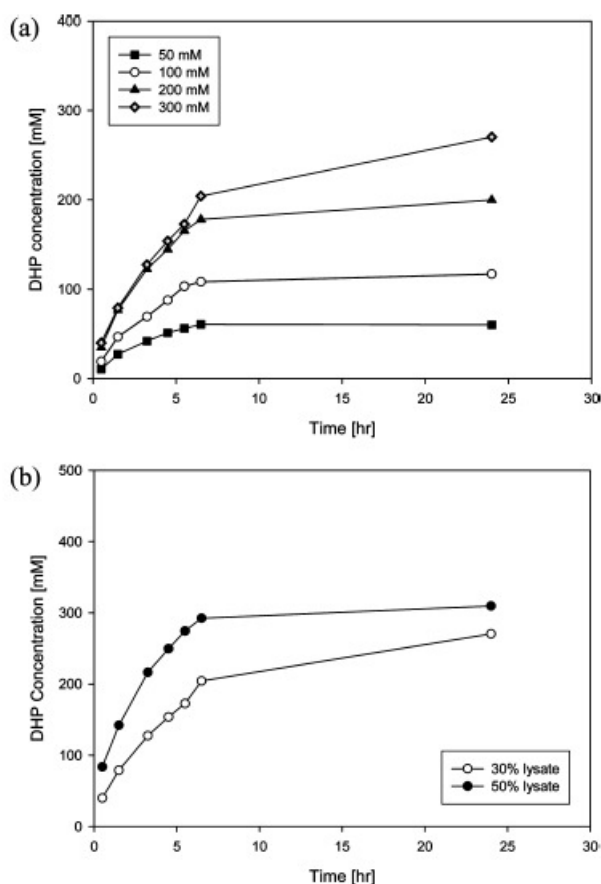 (a)
400
300
200
100
0
DHP concentration [mM]
50 mM
100 mM
200 mM
300 mM
0 5 10 15 20 25 30
Time [hr]
(b)
500
400
300
200
100
0
DHP Concentration [mM]
30% lysate
50% lysate
0 5 10 15 20 25 30
Time [hr]